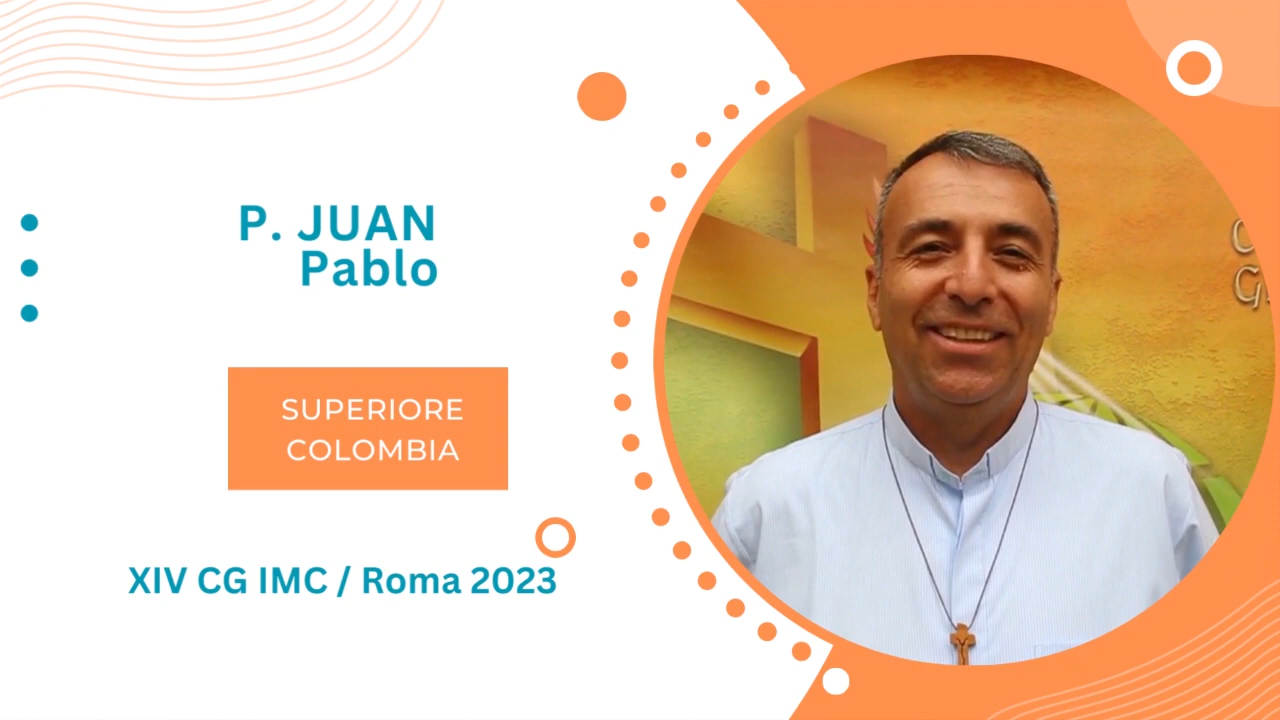 P. JUAN
Pablo
SUPERIORE
COLOMBIA
XIV CG IMC / Roma 2023